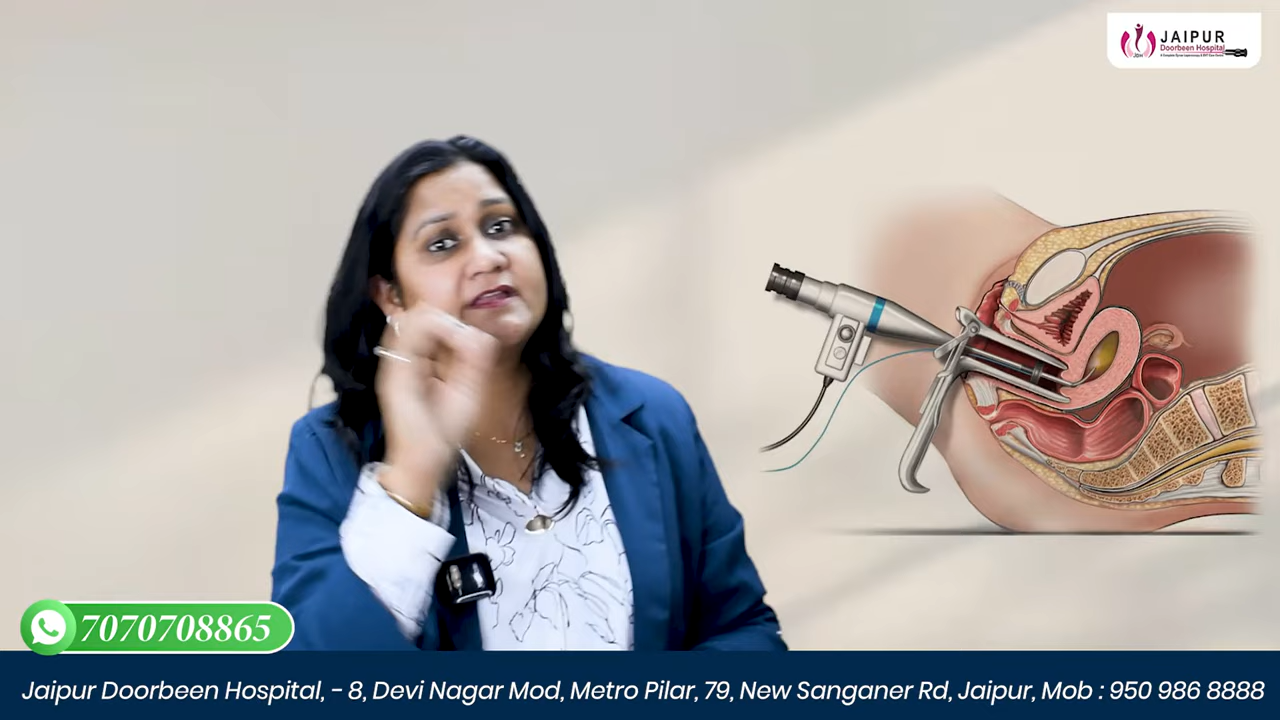 JAIPUR
Doorbeen Hospital
7070708865
Jaipur Doorbeen Hospital, - 8, Devi Nagar Mod, Metro Pilar, 79, New Sanganer Rd, Jaipur, Mob : 950 986 8888